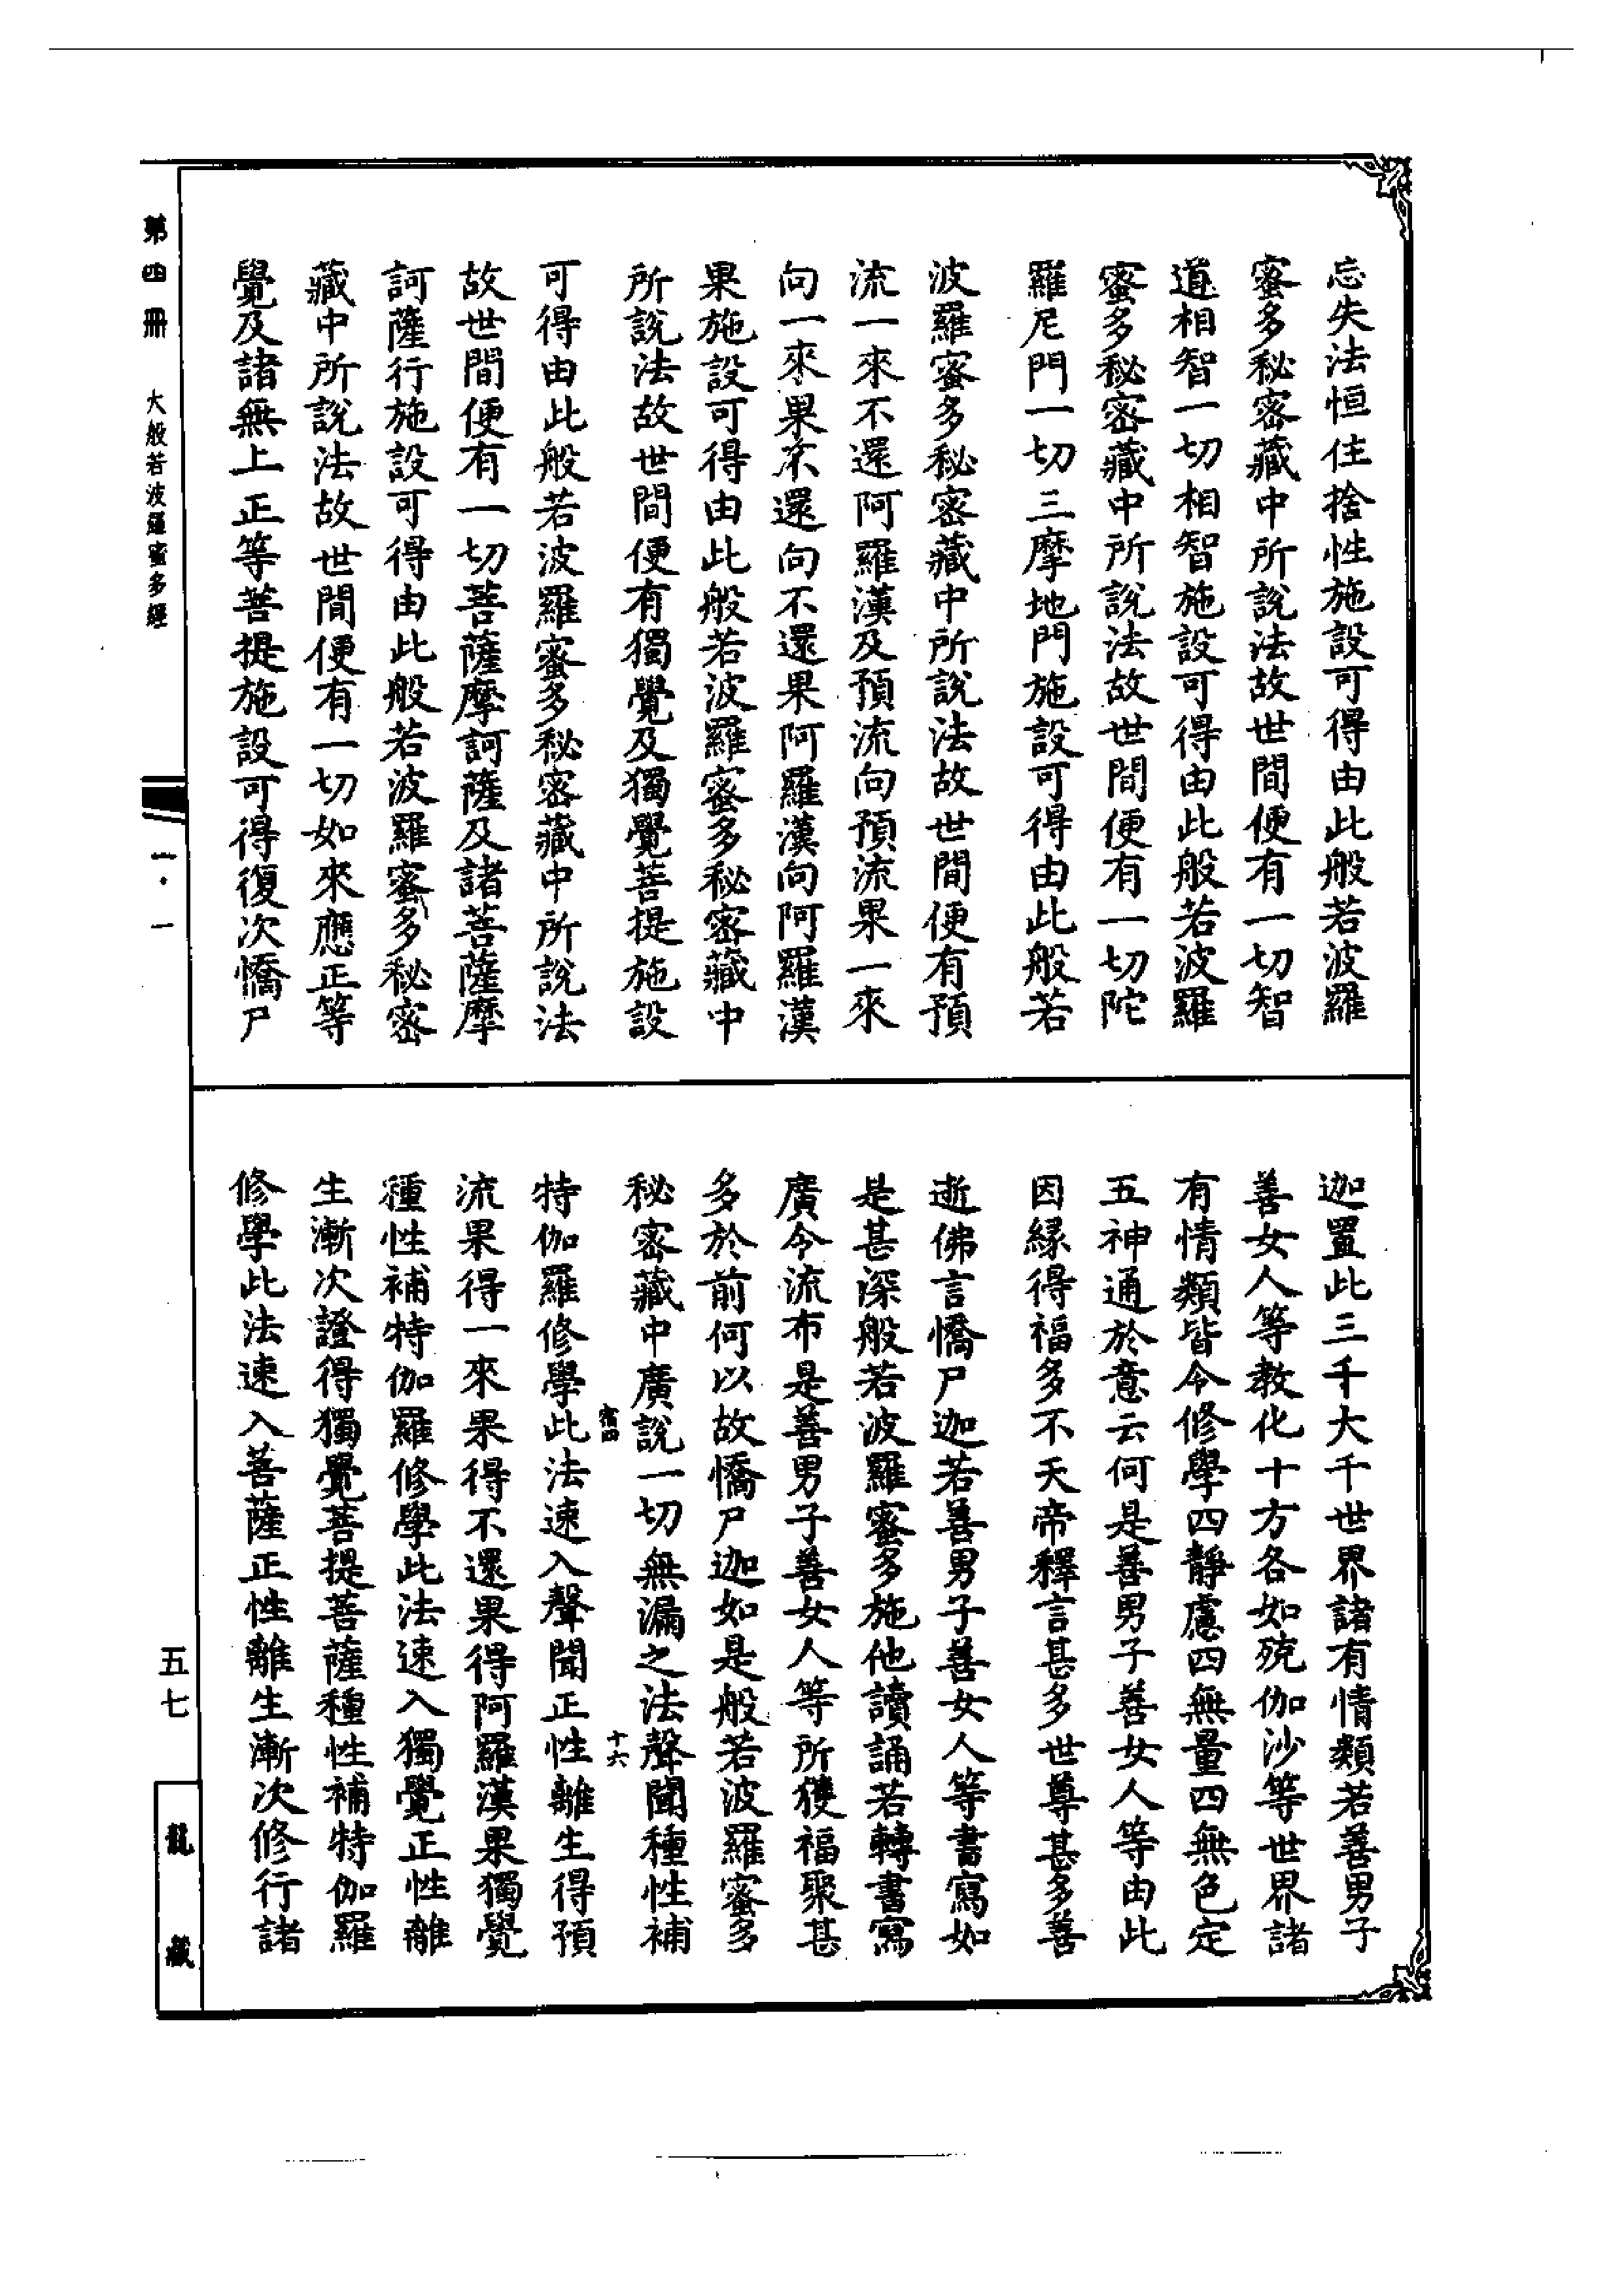 忘失法恒住捨性施設可得由此般若波羅
蜜多秘密藏中所說法故世間便有一切智
道相智一切相智施設可得由此般若波羅
蜜多秘密藏中所說法故世間便有一切陀
羅尼門一切三摩地門施設可得由此般若
波羅蜜多秘密藏中所說法故世間便有預
流一來不還阿羅漢及預流向預流果一來
向一來果不還向不還果阿羅漢向阿羅漢
果施設可得由此般若波羅蜜多秘密藏中
所說法故世間便有獨覺及獨覺菩提施設
可得由此般若波羅蜜多秘密藏中所說法
故世間便有一切菩薩摩訶薩及諸菩薩摩
訶薩行施設可得由此般若波羅蜜多秘密
藏中所說法故世間便有一切如來應正等
覺及諸無上正等菩提施設可得復次憍尸
迦置此三千大千世界諸有情類若善男子
善女人等教化十方各如殑伽沙等世界諸
有情類皆令修學四靜慮四無量四無色定
五神通於意云何是善男子善女人等由此
因緣得福多不天帝釋言甚多世尊甚多善
逝佛言憍尸迦若善男子善女人等書寫如
是甚深般若波羅蜜多施他讀誦若轉書寫
廣令流布是善男子善女人等所獲福聚甚
多於前何以故憍尸迦如是般若波羅蜜多
秘密藏中廣說一切無漏之法聲聞種性補
十六
特伽羅修學此法速入聲聞正性離生得預
流果得一來果得不還果得阿羅漢果獨覺
種性補特伽羅修學此法速入獨覺正性離
生漸次證得獨覺菩提菩薩種性補特伽羅
修學此法速入菩薩正性離生漸次修行諸
第四冊 大般若波羅蜜多經
一·一
五七
龍藏